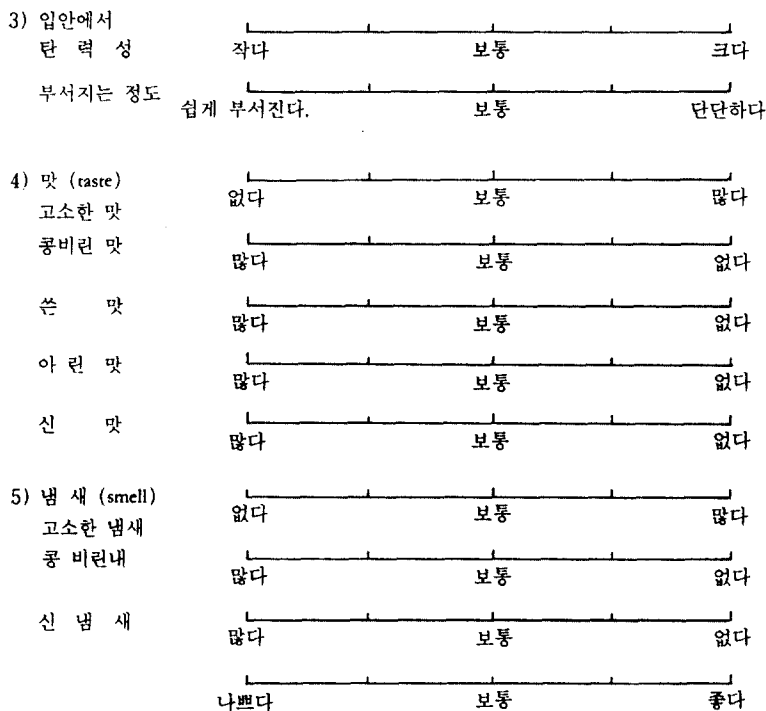 3) 입안에서
탄 력 성 작다 보통 크다
부서지는 정도 쉽게 부서진다. 보통 단단하다
4) 맛 (taste)
없다 보통 많다
고소한 맛
콩비린 맛 많다 보통 없다
쓴 맛 많다 보통 없다
아 린 맛 많다 보통 없다
신 맛 많다 보통 없다
5) 냄 새 (smell)
없다 보통 많다
고소한 냄새
콩 비린내 많다 보통 없다
신 냄 새 많다 보통 없다
나쁘다 보통 좋다